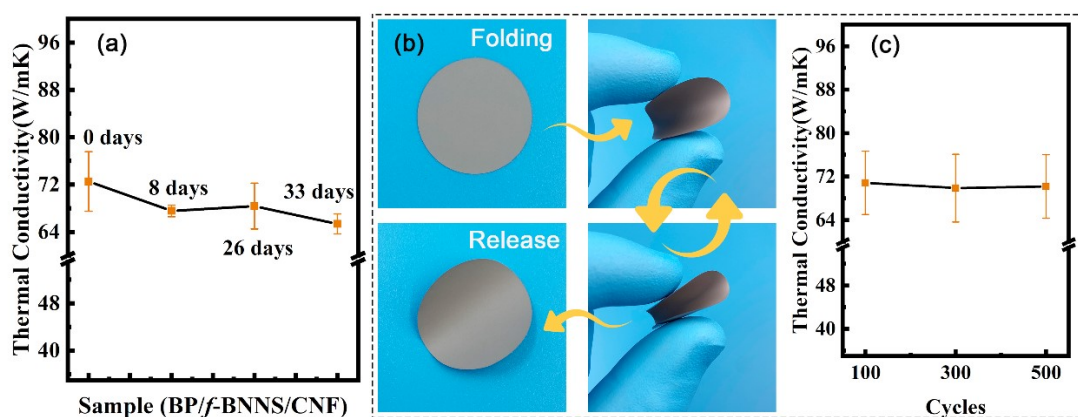 (a)
Thermal Conductivity(W/mK)
96
88
80
72
64
48
40
0 days
8 days
26 days
33 days
Sample (BP/f-BNNS/CNF)
(b)
Folding
Release
(c)
Thermal Conductivity(W/mK)
96
88
80
72
64
48
40
100
300
500
Cycles